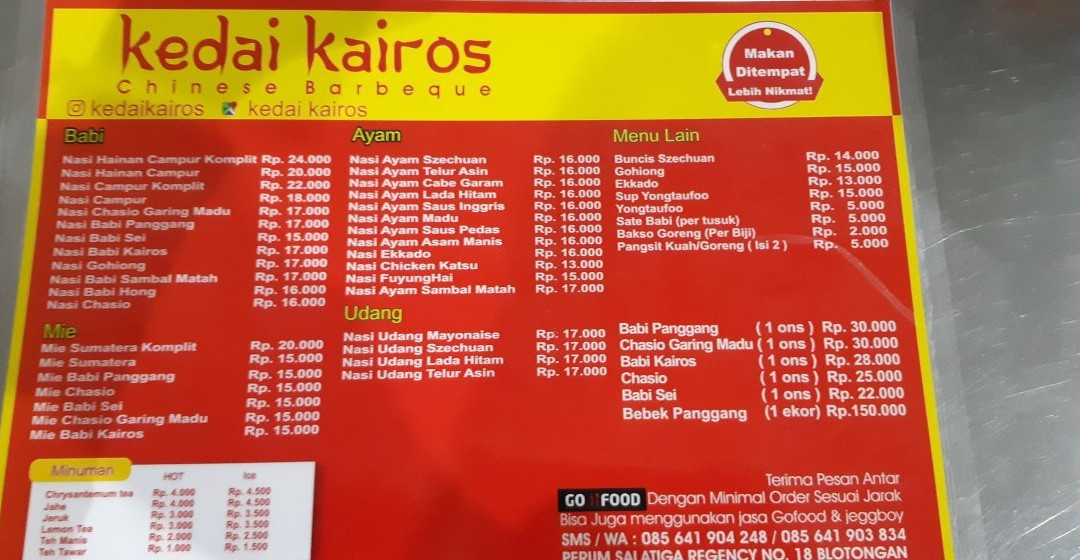 kedai kairos
Chinese Barbeque
kedaikairos kedai kairos
Makan
Ditempat
Lebih Nikmat!
Babi
Nasi Hainan Campur Komplit Rp. 24.000
Nasi Hainan Campur Rp. 20.000
Nasi Campur Komplit Rp. 22.000
Nasi Campur Rp. 18.000
Nasi Chasio Garing Madu Rp. 17.000
Nasi Babi Panggang Rp. 17.000
Nasi Babi Sei Rp. 15.000
Nasi Babi Kairos Rp. 17.000
Nasi Gohiong Rp. 17.000
Nasi Babi Sambal Matah Rp. 17.000
Nasi Babi Hong Rp. 16.000
Nasi Chasio Rp. 16.000
Mie
Mie Sumatera Komplit Rp. 20.000
Mie Sumatera Rp. 15.000
Mie Babi Panggang Rp. 15.000
Mie Chasio Rp. 15.000
Mie Babi Sei Rp. 15.000
Mie Chasio Garing Madu Rp. 15.000
Mie Babi Kairos Rp. 15.000
Minuman HOT Ice
Chrysantemum tea Rp. 4.000 Rp. 4.500
Jahe Rp. 4.000 Rp. 4.500
Jeruk Rp. 3.000 Rp. 3.500
Lemon Tea Rp. 3.000 Rp. 3.500
Teh Manis Rp. 2.000 Rp. 2.500
Teh Tawar Rp. 1.000 Rp. 1.500
Ayam
Nasi Ayam Szechuan Rp. 16.000
Nasi Ayam Telur Asin Rp. 16.000
Nasi Ayam Cabe Garam Rp. 16.000
Nasi Ayam Lada Hitam Rp. 16.000
Nasi Ayam Saus Inggris Rp. 16.000
Nasi Ayam Madu Rp. 16.000
Nasi Ayam Saus Pedas Rp. 16.000
Nasi Ayam Asam Manis Rp. 16.000
Nasi Ekkado Rp. 16.000
Nasi Chicken Katsu Rp. 13.000
Nasi FuyungHai Rp. 15.000
Nasi Ayam Sambal Matah Rp. 17.000
Udang
Nasi Udang Mayonaise Rp. 17.000
Nasi Udang Szechuan Rp. 17.000
Nasi Udang Lada Hitam Rp. 17.000
Nasi Udang Telur Asin Rp. 17.000
Menu Lain
Buncis Szechuan Rp. 14.000
Gohiong Rp. 15.000
Ekkado Rp. 13.000
Sup Yongtaufoo Rp. 15.000
Yongtaufoo Rp. 5.000
Sate Babi (per tusuk) Rp. 5.000
Bakso Goreng (Per Biji) Rp. 2.000
Pangsit Kuah/Goreng ( Isi 2 ) Rp. 5.000
Babi Panggang ( 1 ons ) Rp. 30.000
Chasio Garing Madu ( 1 ons ) Rp. 30.000
Babi Kairos ( 1 ons ) Rp. 28.000
Chasio ( 1 ons ) Rp. 25.000
Babi Sei ( 1 ons ) Rp. 22.000
Bebek Panggang (1 ekor) Rp.150.000
Terima Pesan Antar
GO FOOD Dengan Minimal Order Sesuai Jarak
Bisa Juga menggunakan jasa Gofood & jeggboy
SMS / WA : 085 641 904 248 / 085 641 903 834
PERUM SALATIGA REGENCY NO. 18 BLOTONGAN